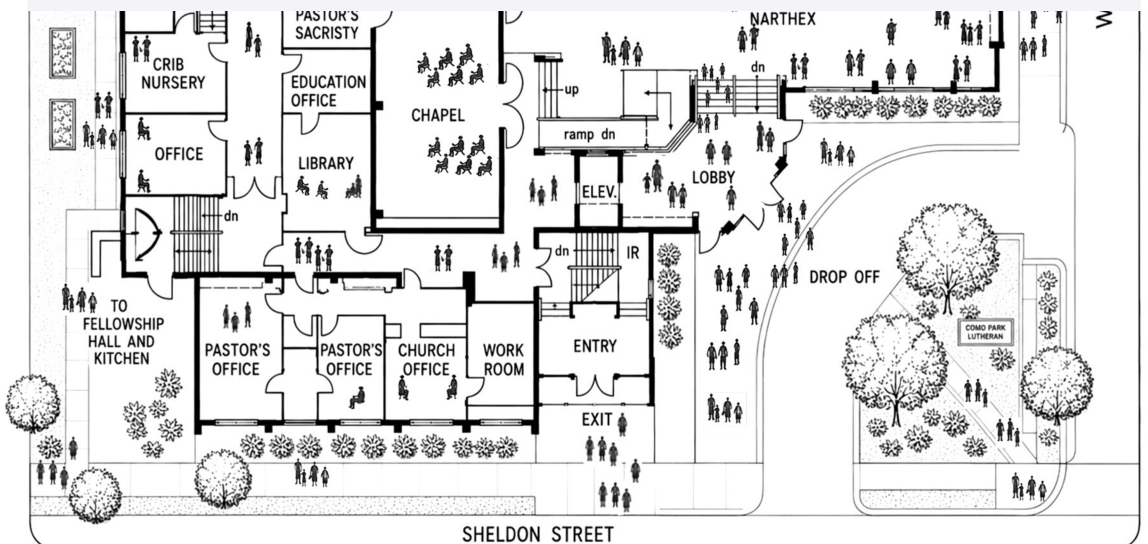 PASTOR'S
SACRISTY
NARTHEX
W
CRIB
NURSERY
EDUCATION
OFFICE
CHAPEL
up
dn
ramp dn
OFFICE
LIBRARY
ELEV.
LOBBY
dn
dn
IR
DROP OFF
TO
FELLOWSHIP
HALL AND
KITCHEN
PASTOR'S
OFFICE
PASTOR'S
OFFICE
CHURCH
OFFICE
WORK
ROOM
ENTRY
COMO PARK
LUTHERAN
EXIT
SHELDON STREET